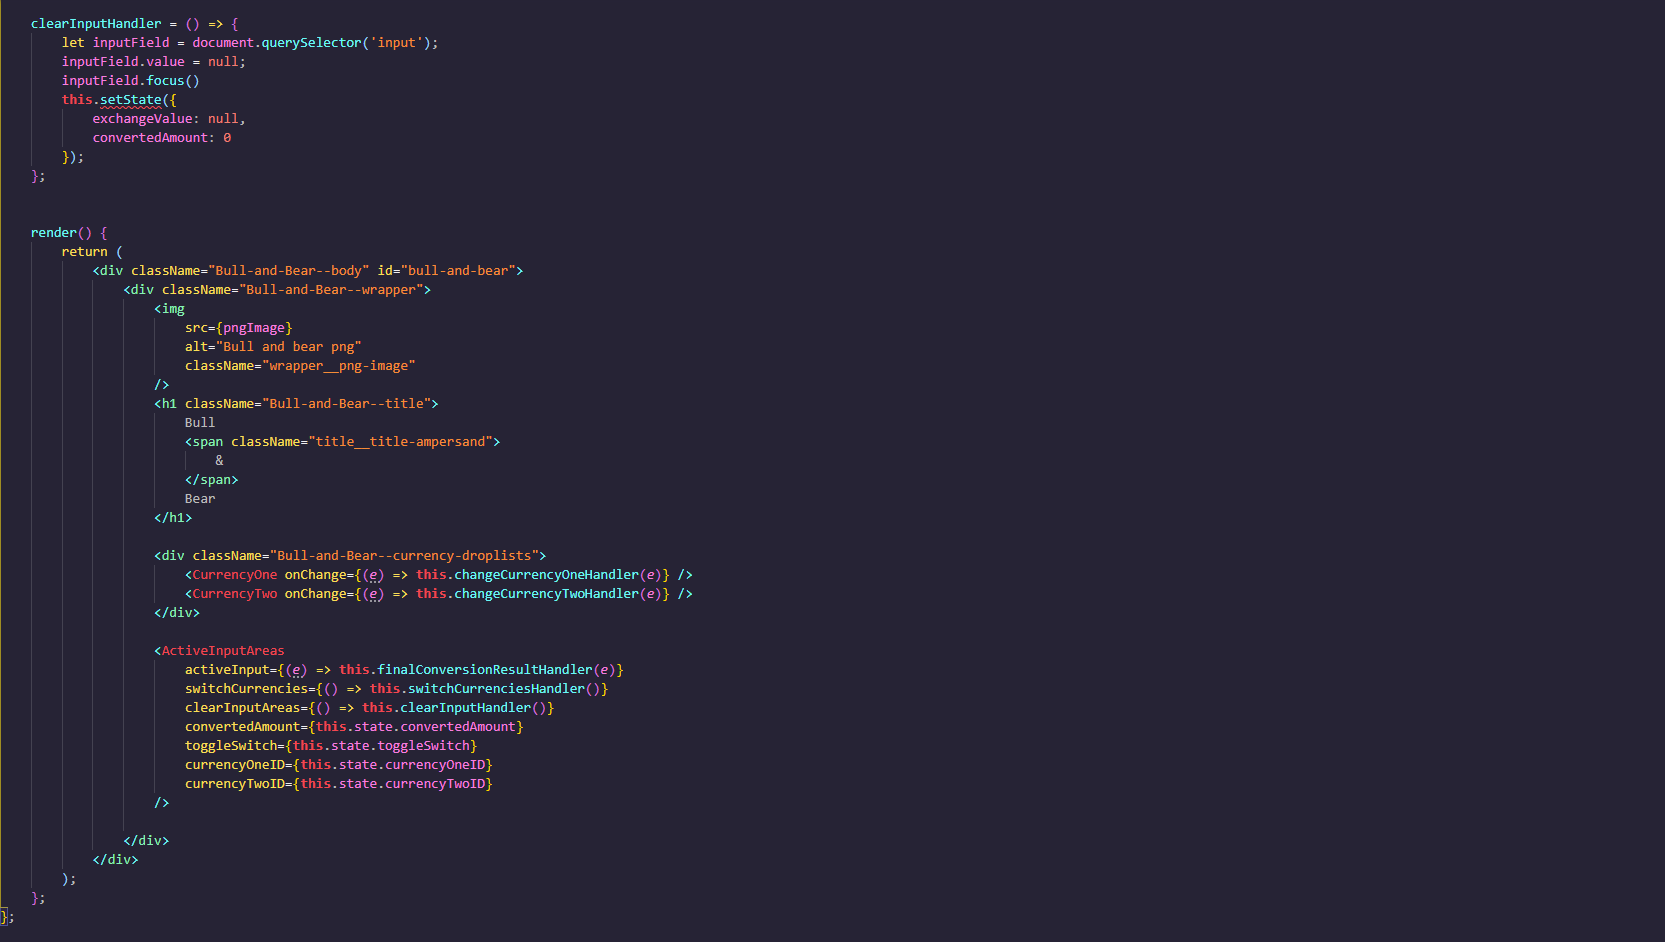 clearInputHandler = () => {
    let inputField = document.querySelector('input');
    inputField.value = null;
    inputField.focus()
    this.setState({
        exchangeValue: null,
        convertedAmount: 0
    });
};
render() {
    return (
        <div className="Bull-and-Bear--body" id="bull-and-bear">
            <div className="Bull-and-Bear--wrapper">
                <img
                    src={pngImage}
                    alt="Bull and bear png"
                    className="wrapper__png-image"
                />
                <h1 className="Bull-and-Bear--title">
                    Bull
                    <span className="title__title-ampersand">
                        &
                    </span>
                    Bear
                </h1>
                <div className="Bull-and-Bear--currency-droplists">
                    <CurrencyOne onChange={(e) => this.changeCurrencyOneHandler(e)} />
                    <CurrencyTwo onChange={(e) => this.changeCurrencyTwoHandler(e)} />
                </div>
                <ActiveInputAreas
                    activeInput={(e) => this.finalConversionResultHandler(e)}
                    switchCurrencies={() => this.switchCurrenciesHandler()}
                    clearInputAreas={() => this.clearInputHandler()}
                    convertedAmount={this.state.convertedAmount}
                    toggleSwitch={this.state.toggleSwitch}
                    currencyOneID={this.state.currencyOneID}
                    currencyTwoID={this.state.currencyTwoID}
                />
            </div>
        </div>
    );
};
};